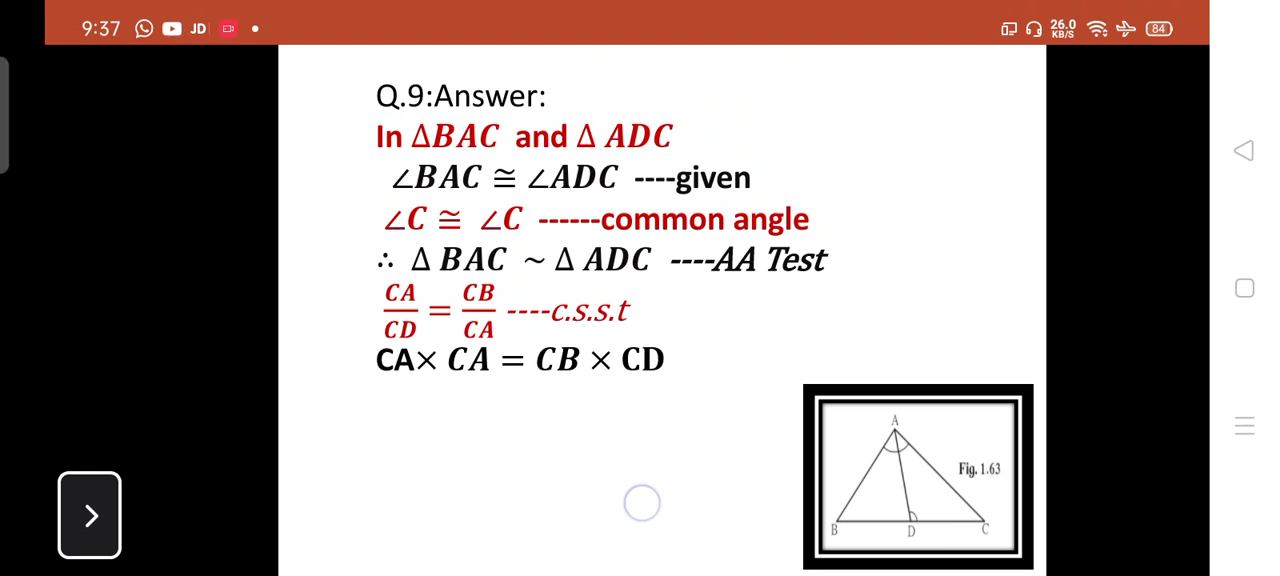 9:37 JD 26.0 KB/S 84
Q.9:Answer:
In ΔBAC and Δ ADC
∠BAC ≅ ∠ADC ----given
∠C ≅ ∠C ------common angle
∴ Δ BAC ~ Δ ADC ----AA Test
CA/CD = CB/CA ----c.s.s.t
CA× CA = CB × CD
A
Fig. 1.63
B D C